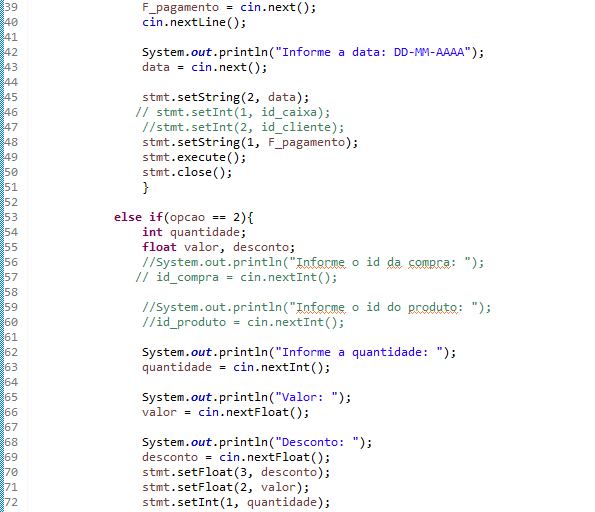 39 F_pagamento = cin.next();
40 cin.nextLine();
41
42 System.out.println("Informe a data: DD-MM-AAAA");
43 data = cin.next();
44
45 stmt.setString(2, data);
46 // stmt.setInt(1, id_caixa);
47 //stmt.setInt(2, id_cliente);
48 stmt.setString(1, F_pagamento);
49 stmt.execute();
50 stmt.close();
51 }
52
53 else if(opcao == 2){
54 int quantidade;
55 float valor, desconto;
56 //System.out.println("Informe o id da compra: ");
57 // id_compra = cin.nextInt();
58
59 //System.out.println("Informe o id do produto: ");
60 //id_produto = cin.nextInt();
61
62 System.out.println("Informe a quantidade: ");
63 quantidade = cin.nextInt();
64
65 System.out.println("Valor: ");
66 valor = cin.nextFloat();
67
68 System.out.println("Desconto: ");
69 desconto = cin.nextFloat();
70 stmt.setFloat(3, desconto);
71 stmt.setFloat(2, valor);
72 stmt.setInt(1, quantidade);